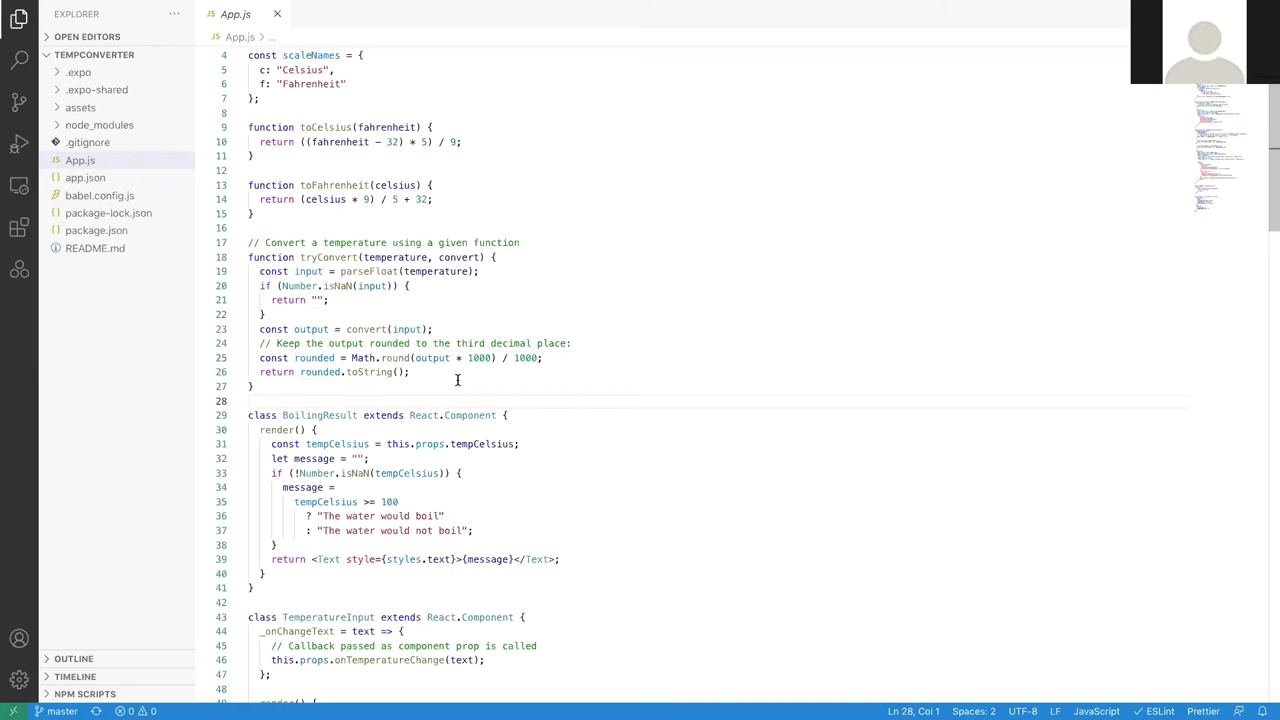 EXPLORER
OPEN EDITORS
TEMPCONVERTER
.expo
.expo-shared
assets
node_modules
.gitignore
App.js
app.json
babel.config.js
package-lock.json
package.json
README.md
OUTLINE
TIMELINE
NPM SCRIPTS
JS App.js
JS App.js > ...
4 const scaleNames = {
5 c: "Celsius",
6 f: "Fahrenheit"
7 };
8
9 function toCelsius(fahrenheit) {
10 return ((fahrenheit - 32) * 5) / 9;
11 }
12
13 function toFahrenheit(celsius) {
14 return (celsius * 9) / 5 + 32;
15 }
16
17 // Convert a temperature using a given function
18 function tryConvert(temperature, convert) {
19 const input = parseFloat(temperature);
20 if (Number.isNaN(input)) {
21 return "";
22 }
23 const output = convert(input);
24 // Keep the output rounded to the third decimal place:
25 const rounded = Math.round(output * 1000) / 1000;
26 return rounded.toString();
27 }
28
29 class BoilingResult extends React.Component {
30 render() {
31 const tempCelsius = this.props.tempCelsius;
32 let message = "";
33 if (!Number.isNaN(tempCelsius)) {
34 message =
35 tempCelsius >= 100
36 ? "The water would boil"
37 : "The water would not boil";
38 }
39 return <Text style={styles.text}>{message}</Text>;
40 }
41 }
42
43 class TemperatureInput extends React.Component {
44 _onChangeText = text => {
45 // Callback passed as component prop is called
46 this.props.onTemperatureChange(text);
47 };
48
49 render() {
master 0 0 Ln 28, Col 1 Spaces: 2 UTF-8 LF JavaScript ESLint Prettier